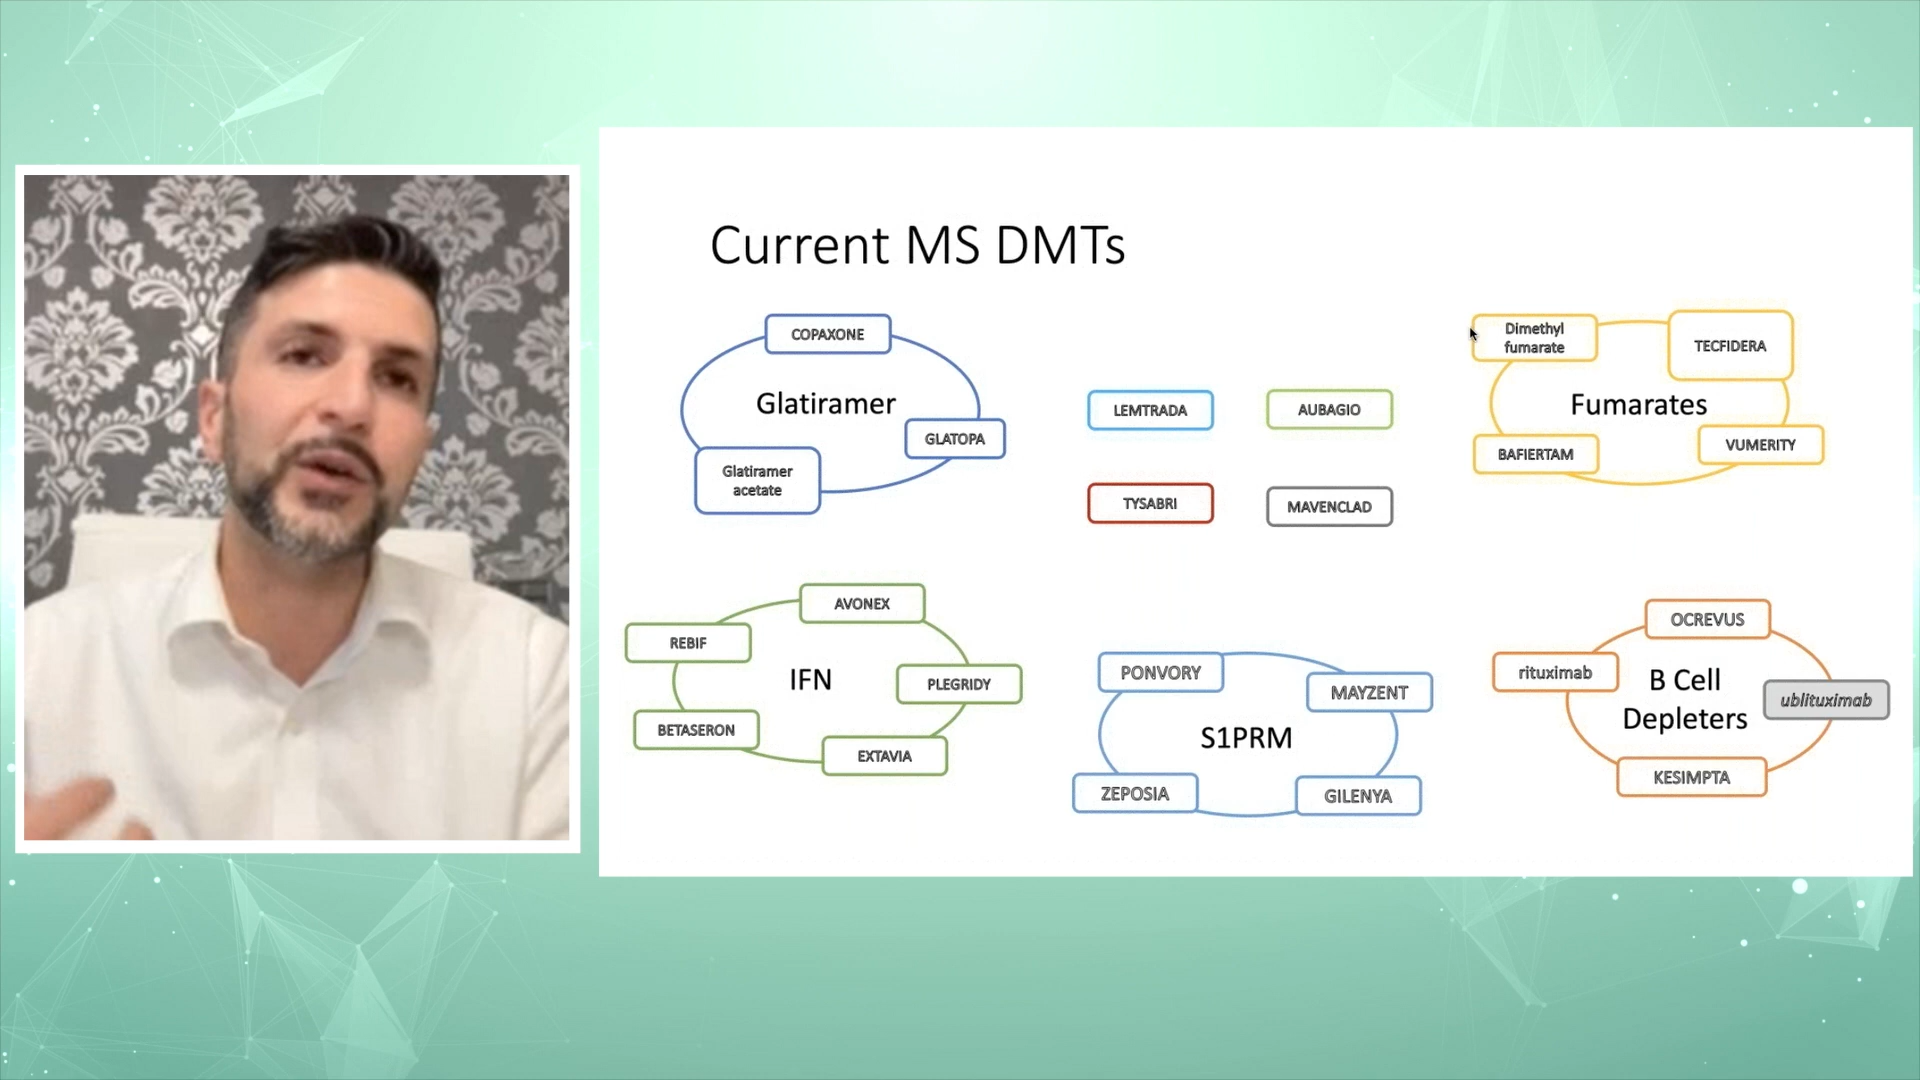 Current MS DMTs
COPAXONE
Glatiramer
GLATOPA
Glatiramer
acetate
LEMTRADA
AUBAGIO
TYSABRI
MAVENCLAD
Dimethyl
fumarate
TECFIDERA
Fumarates
BAFIERTAM
VUMERITY
AVONEX
REBIF
IFN
PLEGRIDY
BETASERON
EXTAVIA
PONVORY
MAYZENT
S1PRM
ZEPOSIA
GILENYA
OCREVUS
rituximab
B Cell
Depleters
ublituximab
KESIMPTA